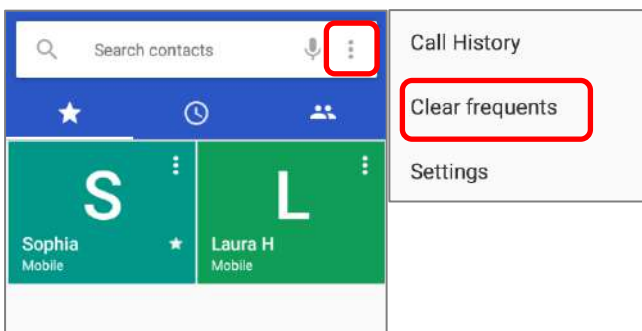 Search contacts
S
Sophia
Mobile
L
Laura H
Mobile
Call History
Clear frequents
Settings